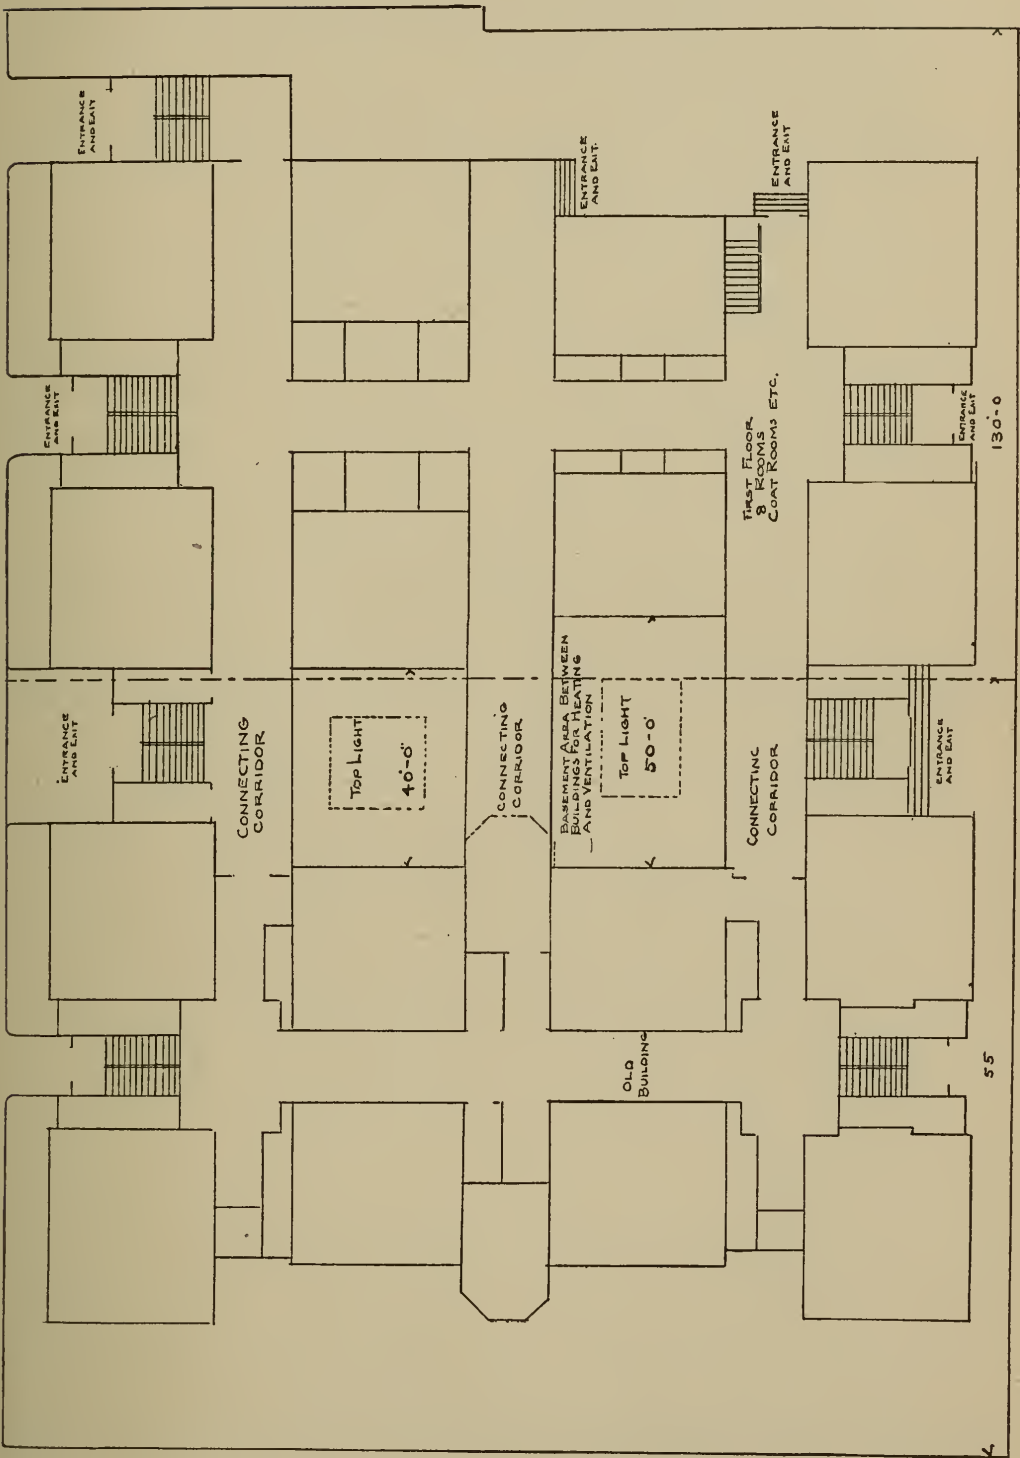 ENTRANCE
AND EXIT
ENTRANCE
AND EXIT
ENTRANCE
AND EXIT
ENTRANCE
AND EXIT.
ENTRANCE
AND EXIT
ENTRANCE
AND EXIT
ENTRANCE
AND EXIT
FIRST FLOOR
8 ROOMS
COAT ROOMS ETC.
130'-0
CONNECTING
CORRIDOR
TOP LIGHT
40'-0"
CONNECTING
CORRIDOR
BASEMENT AREA BETWEEN
BUILDINGS FOR HEATING
AND VENTILATION
TOP LIGHT
50'-0"
CONNECTING
CORRIDOR
OLD
BUILDING
55